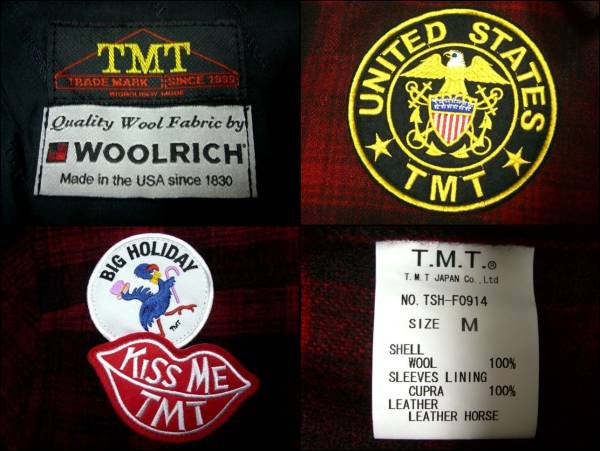 TMT
TRADE MARK SINCE 1999
Quality Wool Fabric by
WOOLRICH®
Made in the USA since 1830
UNITED STATES
TMT
BIG HOLIDAY
TMT
KISS ME
TMT
T.M.T.®
T.M.T JAPAN Co.,Ltd
NO. TSH-F0914
SIZE M
SHELL
WOOL 100%
SLEEVES LINING
CUPRA 100%
LEATHER
LEATHER HORSE